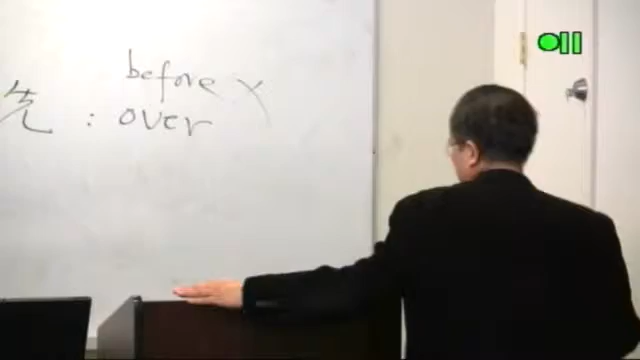 before ×
先 : over